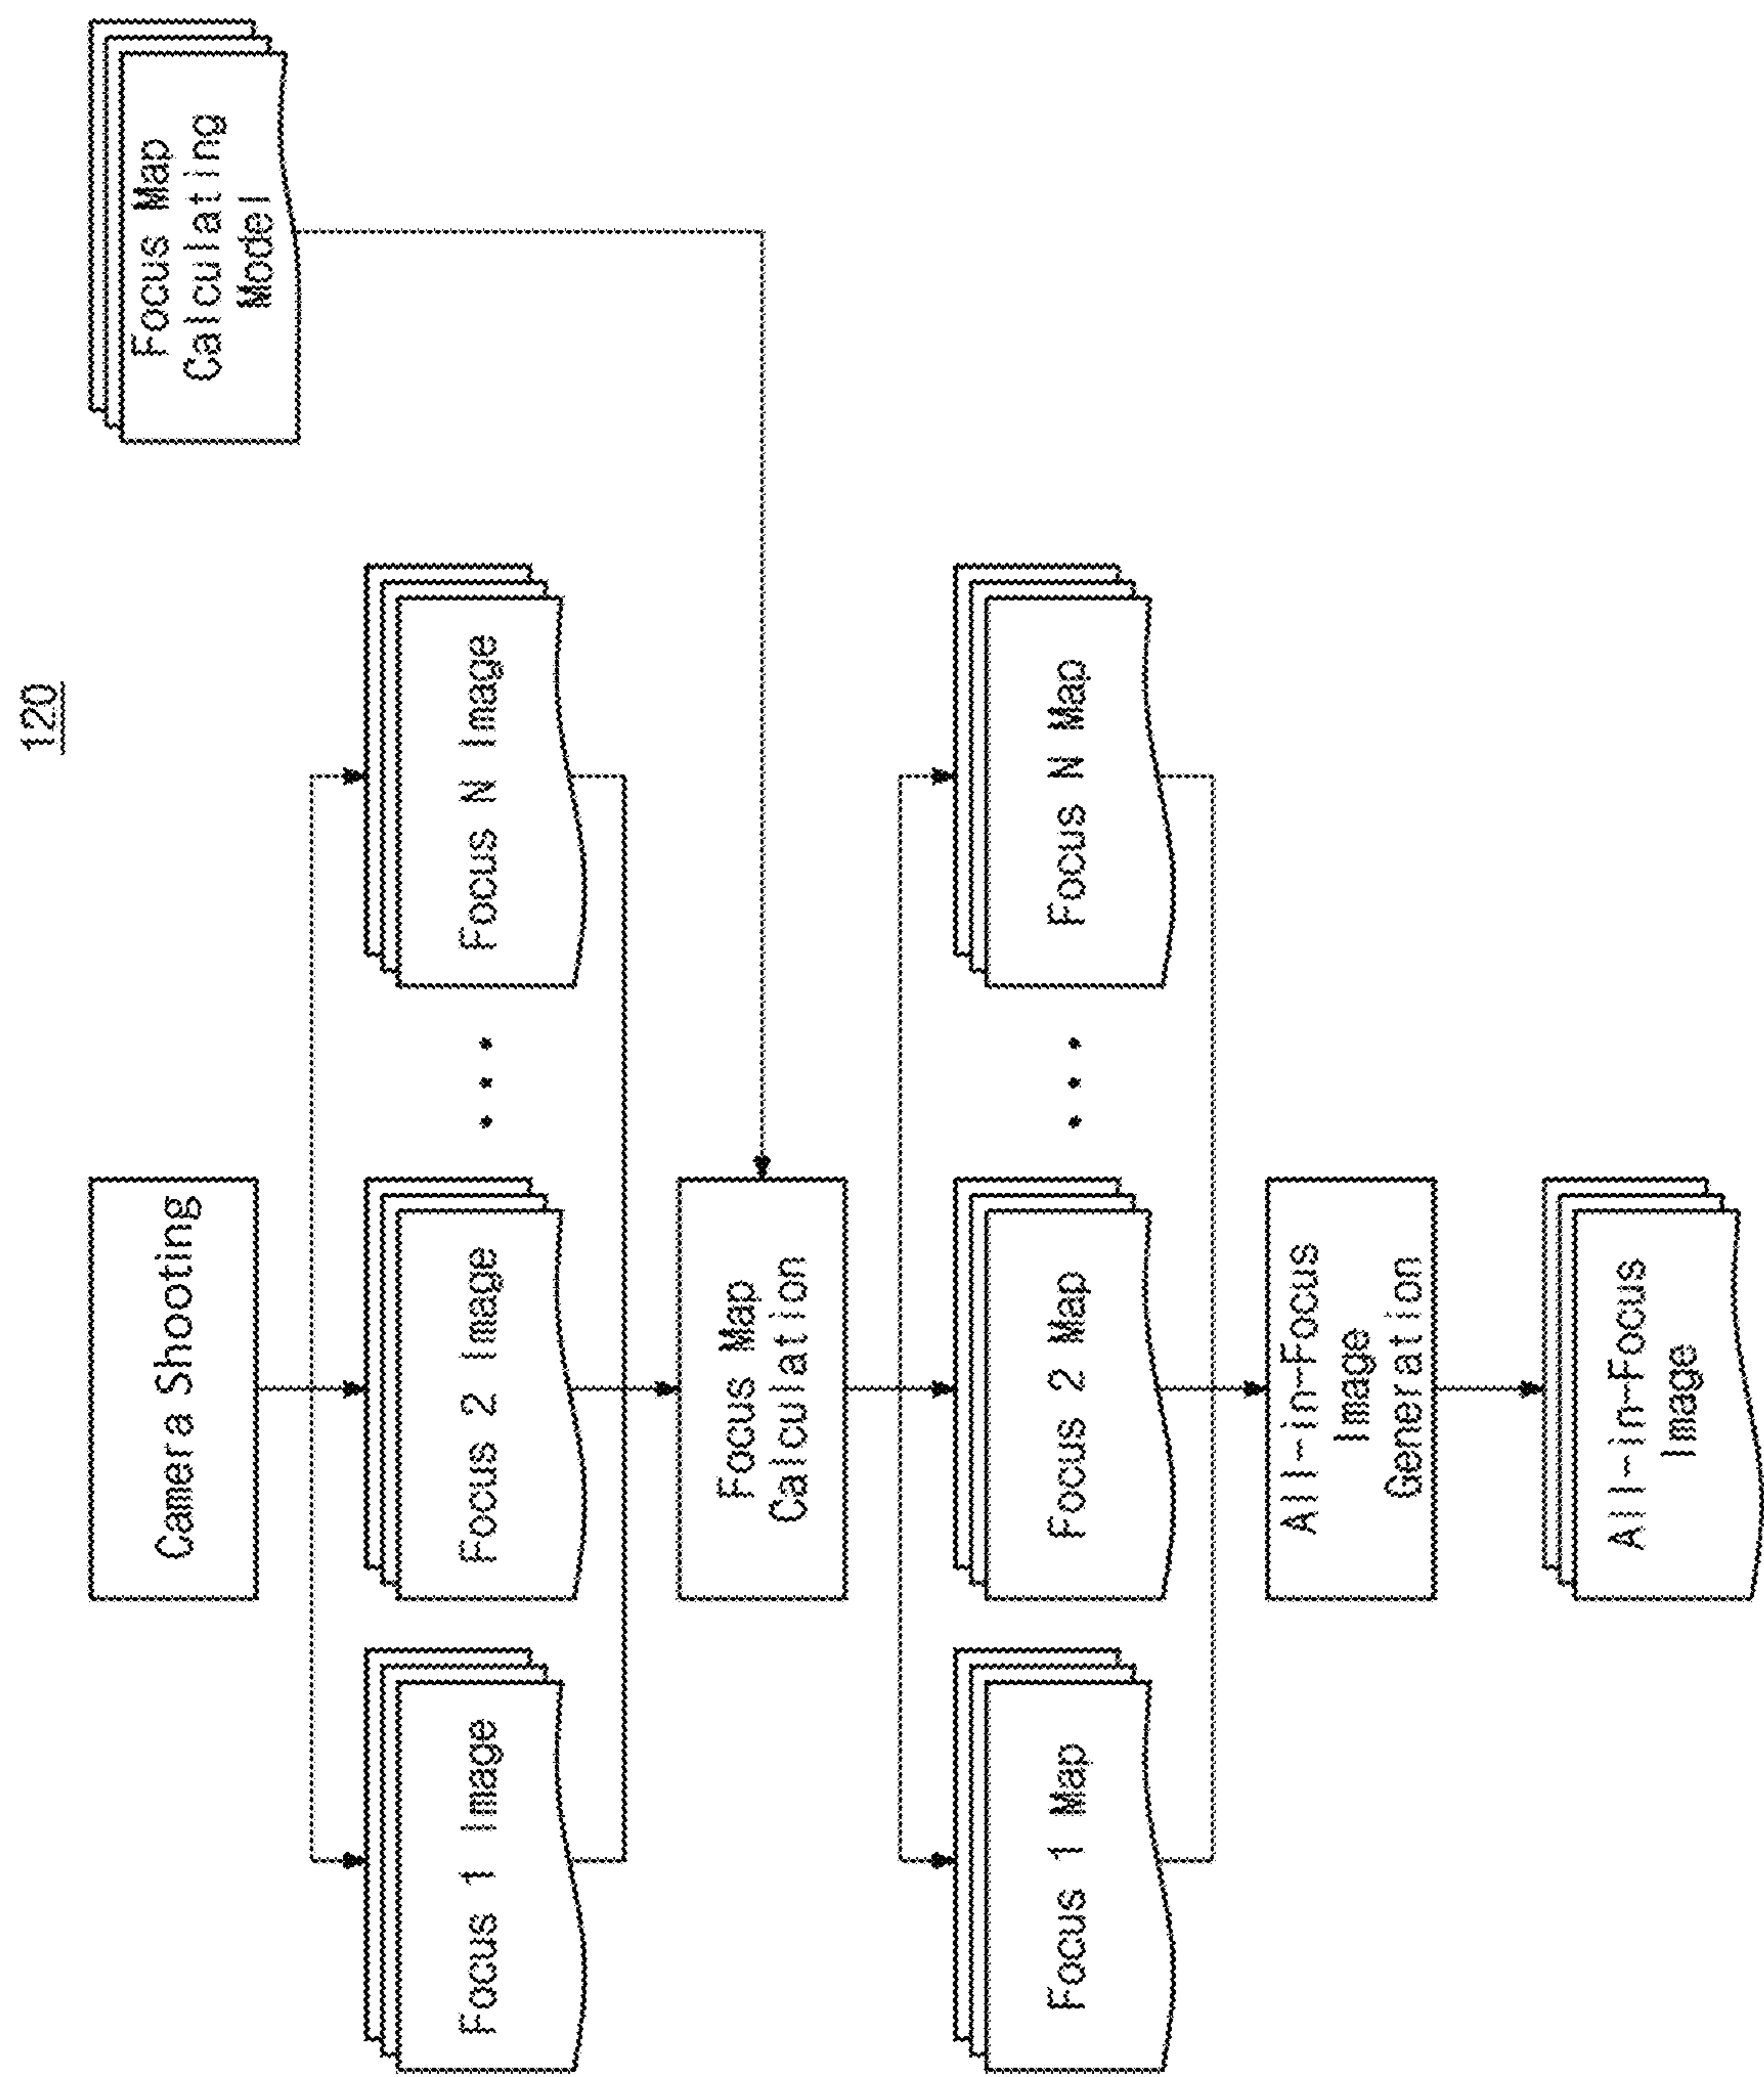 120
Camera Shooting
Focus Map
Calculating
Model
Focus 1 Image
Focus 2 Image
• • •
Focus N Image
Focus Map
Calculation
Focus 1 Map
Focus 2 Map
• • •
Focus N Map
All-in-Focus
Image
Generation
All-in-Focus
Image